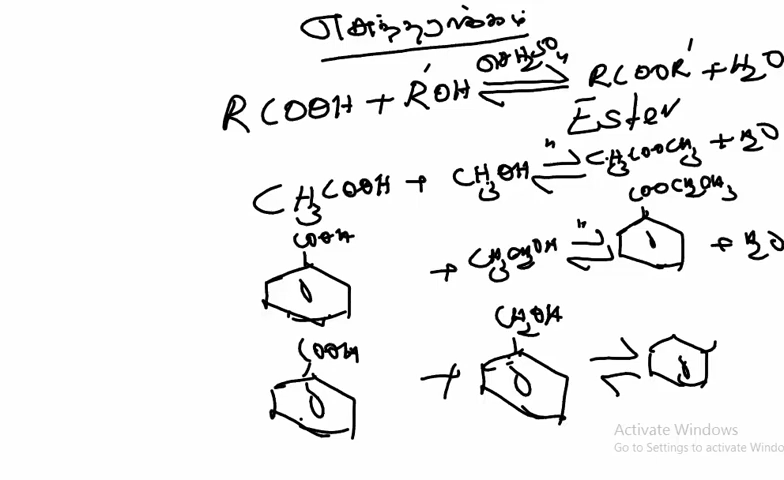 RCOOH + R'OH ⇌ RCOOR' + H₂O
Ester
CH₃COOH + CH₃OH ⇌ CH₃COOCH₃ + H₂O
COOH + CH₃CH₂OH ⇌ COOCH₂CH₃ + H₂O
COOH + CH₂OH ⇌
Activate Windows
Go to Settings to activate Windows